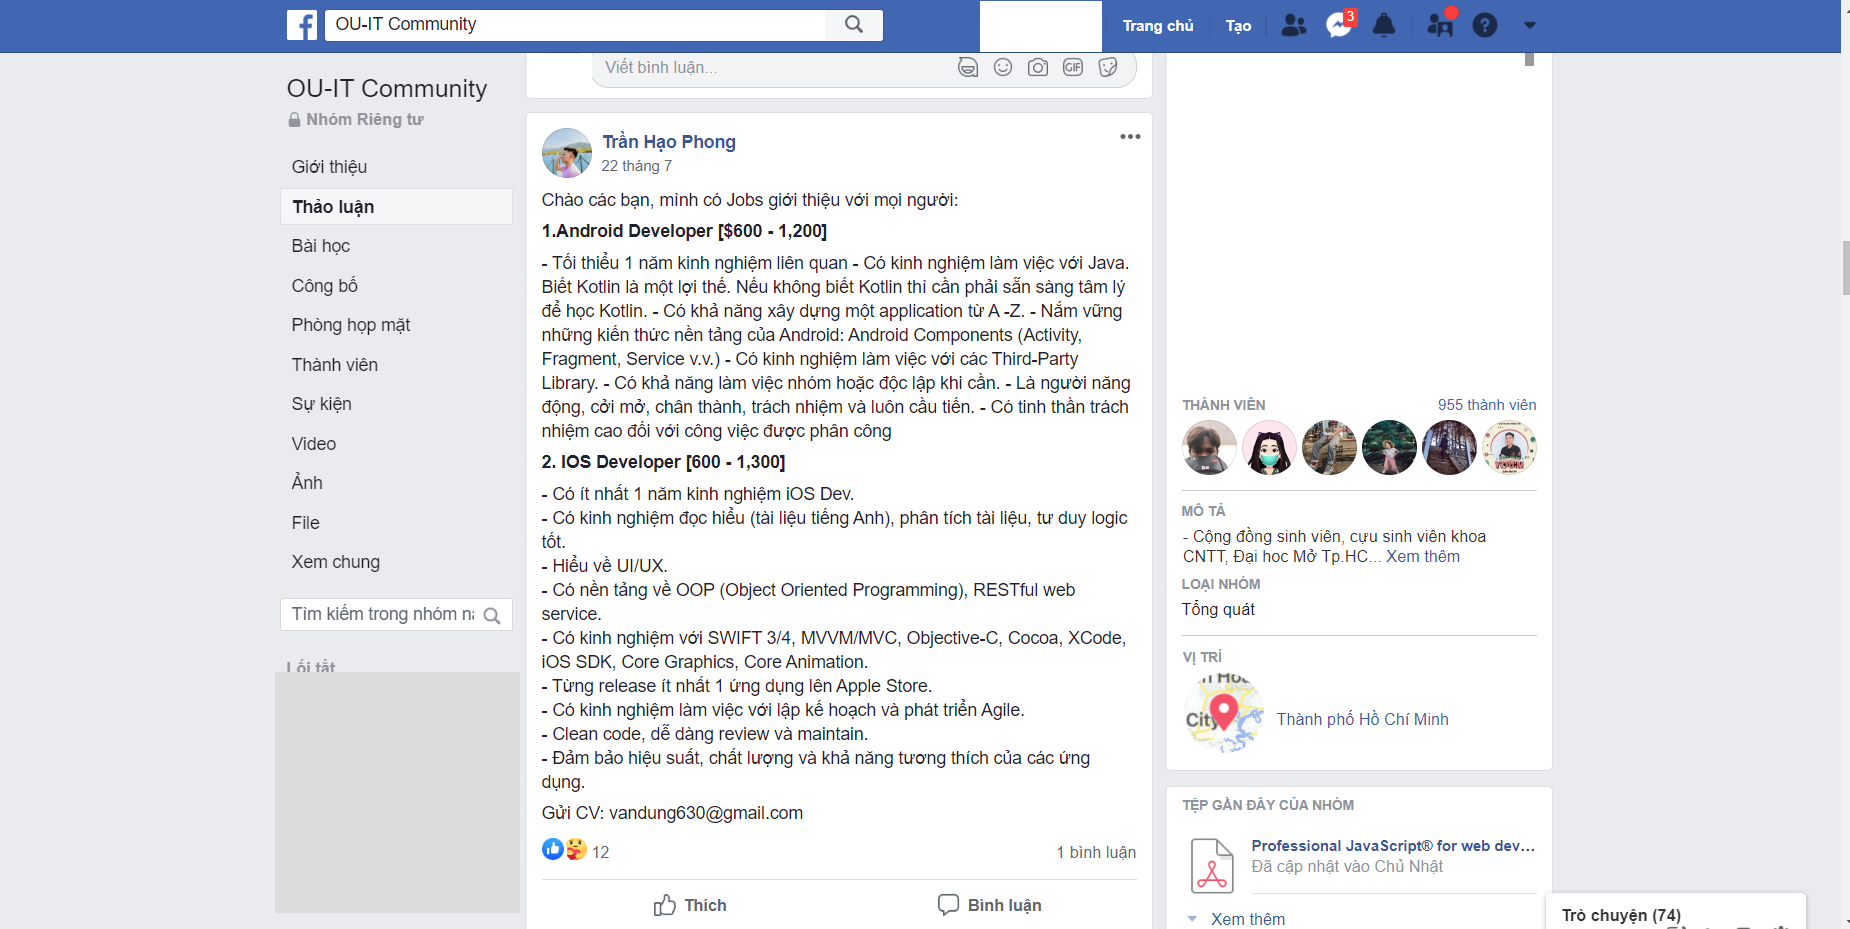 OU-IT Community
Trang chủ
Tạo
3
OU-IT Community
Nhóm Riêng tư
Giới thiệu
Thảo luận
Bài học
Công bố
Phòng họp mặt
Thành viên
Sự kiện
Video
Ảnh
File
Xem chung
Tìm kiếm trong nhóm
Lối tắt
Viết bình luận...
GIF
Trần Hạo Phong
22 tháng 7
Chào các bạn, mình có Jobs giới thiệu với mọi người:
1.Android Developer [$600 - 1,200]
- Tối thiểu 1 năm kinh nghiệm liên quan - Có kinh nghiệm làm việc với Java.
Biết Kotlin là một lợi thế. Nếu không biết Kotlin thì cần phải sẵn sàng tâm lý
để học Kotlin. - Có khả năng xây dựng một application từ A -Z. - Nắm vững
những kiến thức nền tảng của Android: Android Components (Activity,
Fragment, Service v.v.) - Có kinh nghiệm làm việc với các Third-Party
Library. - Có khả năng làm việc nhóm hoặc độc lập khi cần. - Là người năng
động, cởi mở, chân thành, trách nhiệm và luôn cầu tiến. - Có tinh thần trách
nhiệm cao đối với công việc được phân công
2. IOS Developer [600 - 1,300]
- Có ít nhất 1 năm kinh nghiệm iOS Dev.
- Có kinh nghiệm đọc hiểu (tài liệu tiếng Anh), phân tích tài liệu, tư duy logic
tốt.
- Hiểu về UI/UX.
- Có nền tảng về OOP (Object Oriented Programming), RESTful web
service.
- Có kinh nghiệm với SWIFT 3/4, MVVM/MVC, Objective-C, Cocoa, XCode,
iOS SDK, Core Graphics, Core Animation.
- Từng release ít nhất 1 ứng dụng lên Apple Store.
- Có kinh nghiệm làm việc với lập kế hoạch và phát triển Agile.
- Clean code, dễ dàng review và maintain.
- Đảm bảo hiệu suất, chất lượng và khả năng tương thích của các ứng
dụng.
Gửi CV: vandung630@gmail.com
12
1 bình luận
Thích
Bình luận
THÀNH VIÊN
955 thành viên
MÔ TẢ
- Cộng đồng sinh viên, cựu sinh viên khoa
CNTT, Đại học Mở Tp.HC... Xem thêm
LOẠI NHÓM
Tổng quát
VỊ TRÍ
City
Thành phố Hồ Chí Minh
TỆP GẦN ĐÂY CỦA NHÓM
Professional JavaScript® for web dev...
Đã cập nhật vào Chủ Nhật
Xem thêm
Trò chuyện (74)